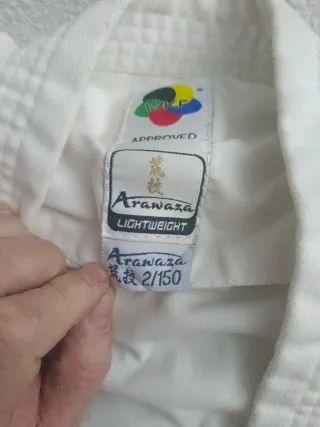 WKF
APPROVED
荒技
Arawaza
LIGHTWEIGHT
Arawaza
荒技 2/150